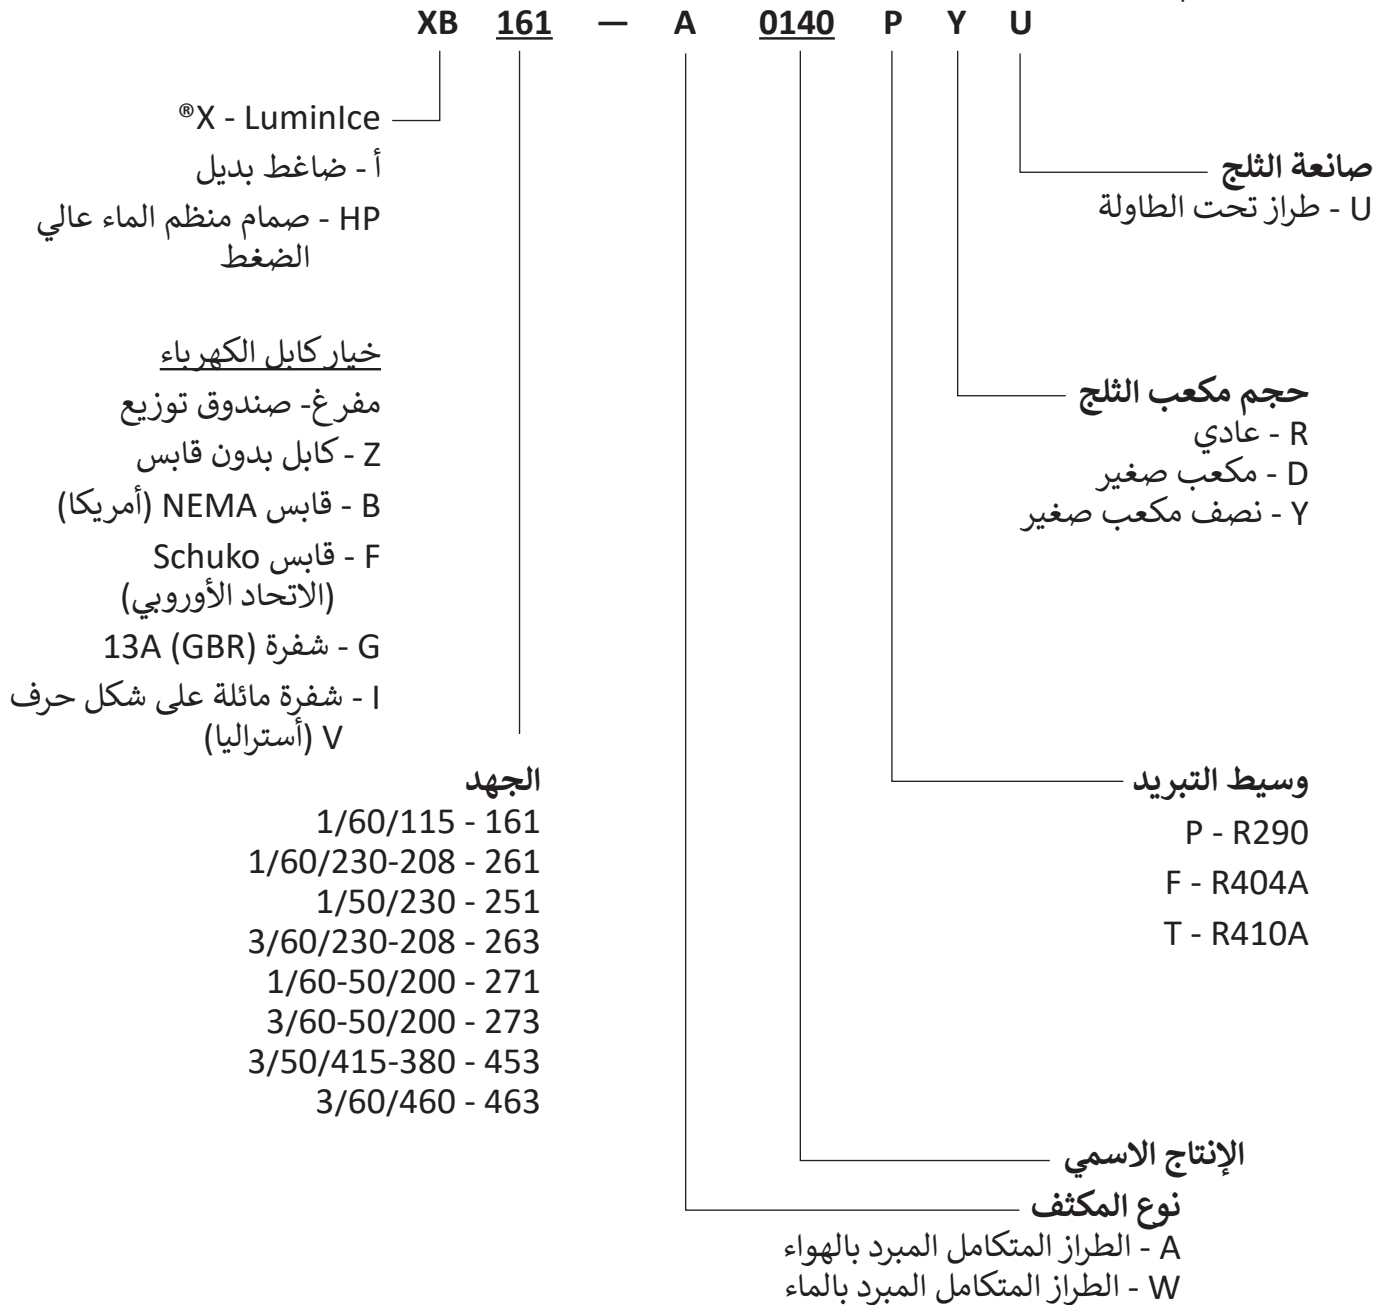 XB 161 — A 0140 P Y U
X - LuminIce®
أ - ضاغط بديل
HP - صمام منظم الماء عالي
الضغط
خيار كابل الكهرباء
مفرغ- صندوق توزيع
Z - كابل بدون قابس
B - قابس NEMA (أمريكا)
F - قابس Schuko
(الاتحاد الأوروبي)
G - شفرة 13A (GBR)
I - شفرة مائلة على شكل حرف
V (أستراليا)
الجهد
161 - 1/60/115
261 - 1/60/230-208
251 - 1/50/230
263 - 3/60/230-208
271 - 1/60-50/200
273 - 3/60-50/200
453 - 3/50/415-380
463 - 3/60/460
صانعة الثلج
U - طراز تحت الطاولة
حجم مكعب الثلج
R - عادي
D - مكعب صغير
Y - نصف مكعب صغير
وسيط التبريد
P - R290
F - R404A
T - R410A
الإنتاج الاسمي
نوع المكثف
A - الطراز المتكامل المبرد بالهواء
W - الطراز المتكامل المبرد بالماء